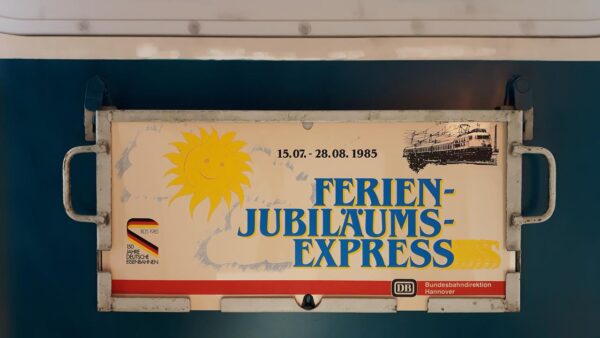 15.07. - 28.08. 1985
FERIEN-
JUBILÄUMS-
EXPRESS
1835-1985
150
JAHRE
DEUTSCHE
EISENBAHNEN
DB
Bundesbahndirektion
Hannover